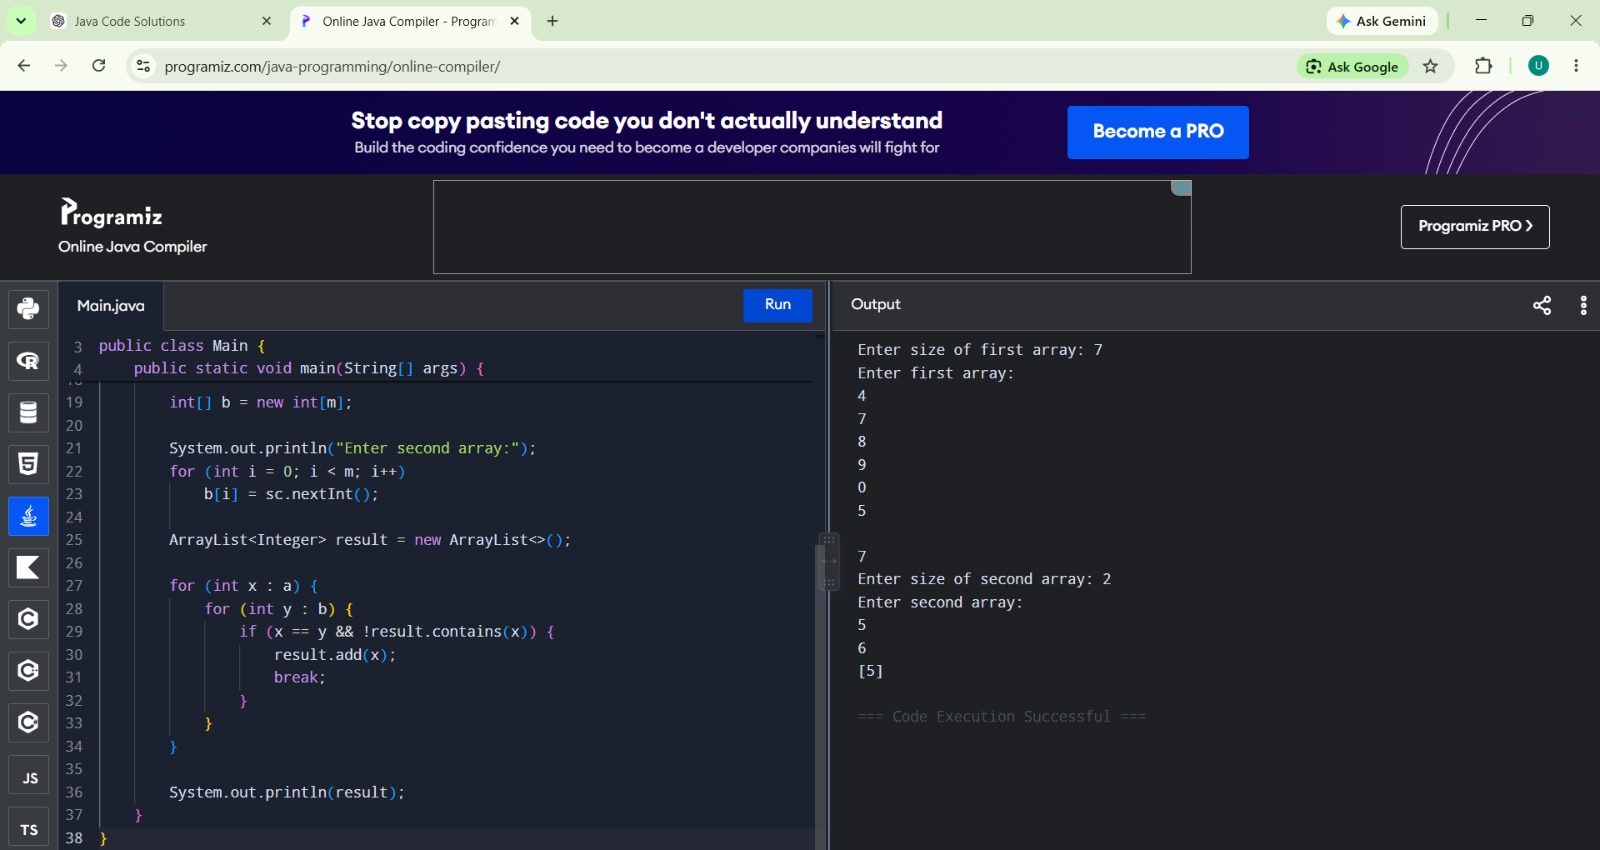 Java Code Solutions
Online Java Compiler - Program
Ask Gemini
programiz.com/java-programming/online-compiler/
Ask Google
U
Stop copy pasting code you don't actually understand
Build the coding confidence you need to become a developer companies will fight for
Become a PRO
Programiz
Online Java Compiler
Programiz PRO
Main.java
Run
3 public class Main {
4 public static void main(String[] args) {
19 int[] b = new int[m];
20
21 System.out.println("Enter second array:");
22 for (int i = 0; i < m; i++)
23 b[i] = sc.nextInt();
24
25 ArrayList<Integer> result = new ArrayList<>();
26
27 for (int x : a) {
28 for (int y : b) {
29 if (x == y && !result.contains(x)) {
30 result.add(x);
31 break;
32 }
33 }
34 }
35
36 System.out.println(result);
37 }
38 }
Output
Enter size of first array: 7
Enter first array:
4
7
8
9
0
5
7
Enter size of second array: 2
Enter second array:
5
6
[5]
=== Code Execution Successful ===
R
5
C
C
C
JS
TS